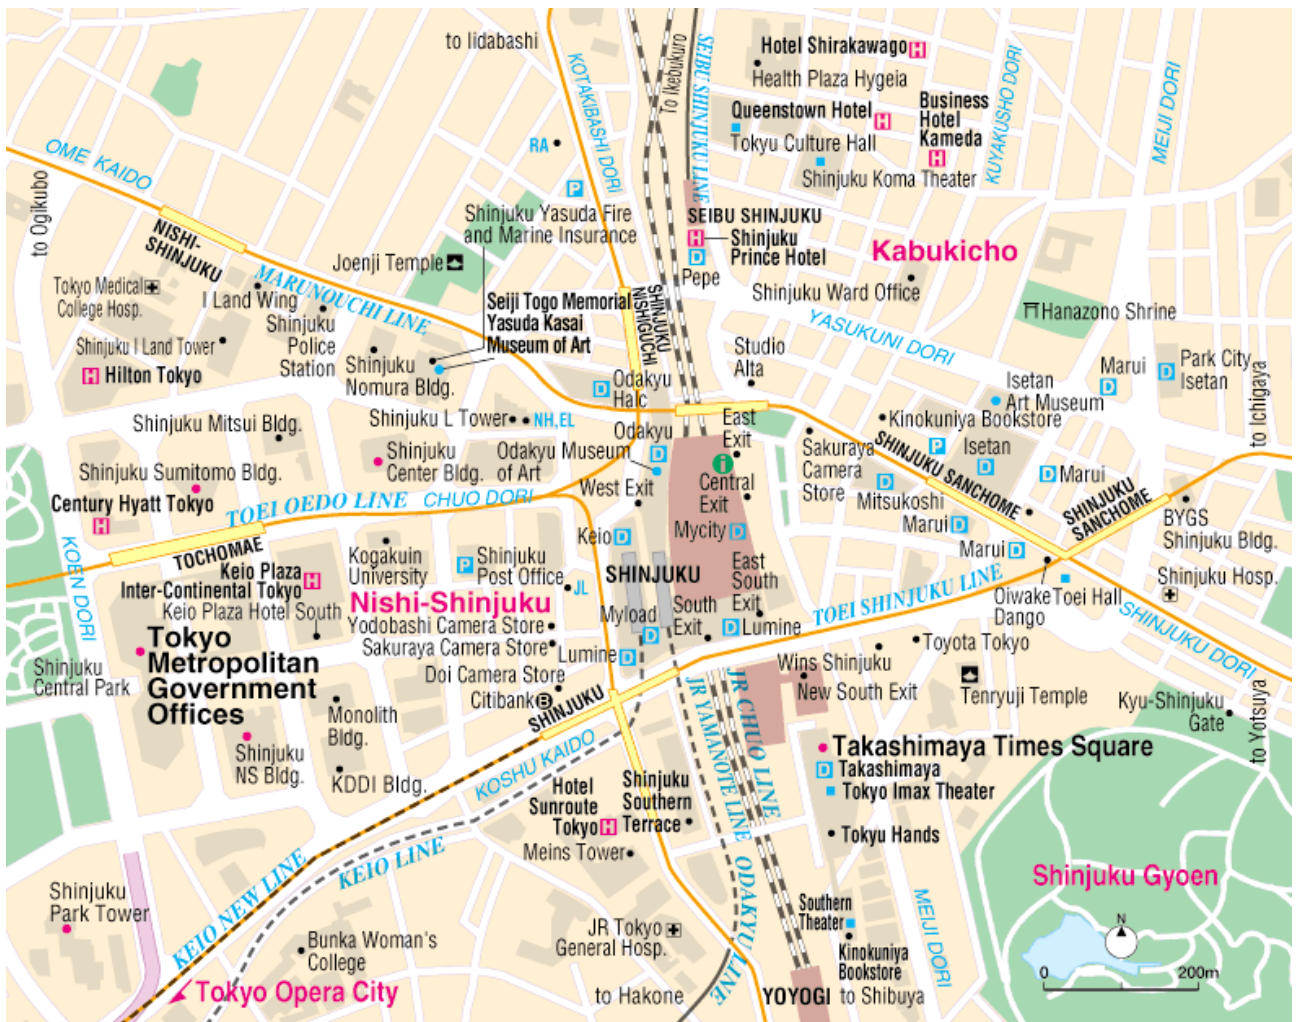 to Iidabashi
To Ikebukuro
SEIBU SHINJUKU LINE
Hotel Shirakawago
H
Health Plaza Hygeia
Queenstown Hotel
H
Tokyu Culture Hall
Business
Hotel
Kameda
H
Shinjuku Koma Theater
KUYAKUSHO DORI
MEIJI DORI
KOTAKIBASHI DORI
RA
P
OME KAIDO
to Ogikubo
NISHI-
SHINJUKU
Shinjuku Yasuda Fire
and Marine Insurance
SEIBU SHINJUKU
H
Shinjuku
Prince Hotel
D
Pepe
Kabukicho
Shinjuku Ward Office
Joenji Temple
MARUNOUCHI LINE
Tokyo Medical
College Hosp.
I Land Wing
Shinjuku
Police
Station
Seiji Togo Memorial
Yasuda Kasai
Museum of Art
SHINJUKU
NISHIGUCHI
Hanazono Shrine
YASUKUNI DORI
Shinjuku I Land Tower
H
Hilton Tokyo
Shinjuku
Nomura Bldg.
D
Odakyu
Halc
Studio
Alta
Marui
D
D
Park City
Isetan
Isetan
Art Museum
to Ichigaya
Shinjuku Mitsui Bldg.
Shinjuku L Tower
NH,EL
Odakyu
D
East
Exit
Kinokuniya Bookstore
P
Isetan
D
Sakuraya
Camera
Store
SHINJUKU SANCHOME
Shinjuku
Center Bldg.
Odakyu Museum
of Art
i
Central
Exit
Shinjuku Sumitomo Bldg.
West Exit
D
Mitsukoshi
D
Marui
SHINJUKU
SANCHOME
Century Hyatt Tokyo
H
TOEI OEDO LINE
CHUO DORI
Marui
D
BYGS
Shinjuku Bldg.
KOEN DORI
TOCHOMAE
Keio
D
Mycity
D
Marui
D
Kogakuin
University
P
Shinjuku
Post Office
Keio Plaza
Inter-Continental Tokyo
H
Keio Plaza Hotel South
SHINJUKU
East
South
Exit
TOEI SHINJUKU LINE
Oiwake
Dango
Toei Hall
Shinjuku Hosp.
Nishi-Shinjuku
JL
Myload
D
South
Exit
D
Lumine
SHINJUKU DORI
Yodobashi Camera Store
Sakuraya Camera Store
Lumine
D
Doi Camera Store
Citibank
B
Tokyo
Metropolitan
Government
Offices
Shinjuku
Central Park
SHINJUKU
Wins Shinjuku
New South Exit
Toyota Tokyo
Tenryuji Temple
Kyu-Shinjuku
Gate
to Yotsuya
Monolith
Bldg.
Shinjuku
NS Bldg.
KDDI Bldg.
KOSHU KAIDO
JR YAMANOTE LINE
JR CHUO LINE
Takashimaya Times Square
D
Takashimaya
Tokyo Imax Theater
Hotel
Sunroute
Tokyo
H
Shinjuku
Southern
Terrace
Tokyu Hands
Meins Tower
KEIO NEW LINE
KEIO LINE
ODAKYU LINE
Shinjuku Gyoen
MEIJI DORI
Shinjuku
Park Tower
Bunka Woman's
College
JR Tokyo
General Hosp.
Southern
Theater
Kinokuniya
Bookstore
N
0
200m
Tokyo Opera City
to Hakone
YOYOGI
to Shibuya